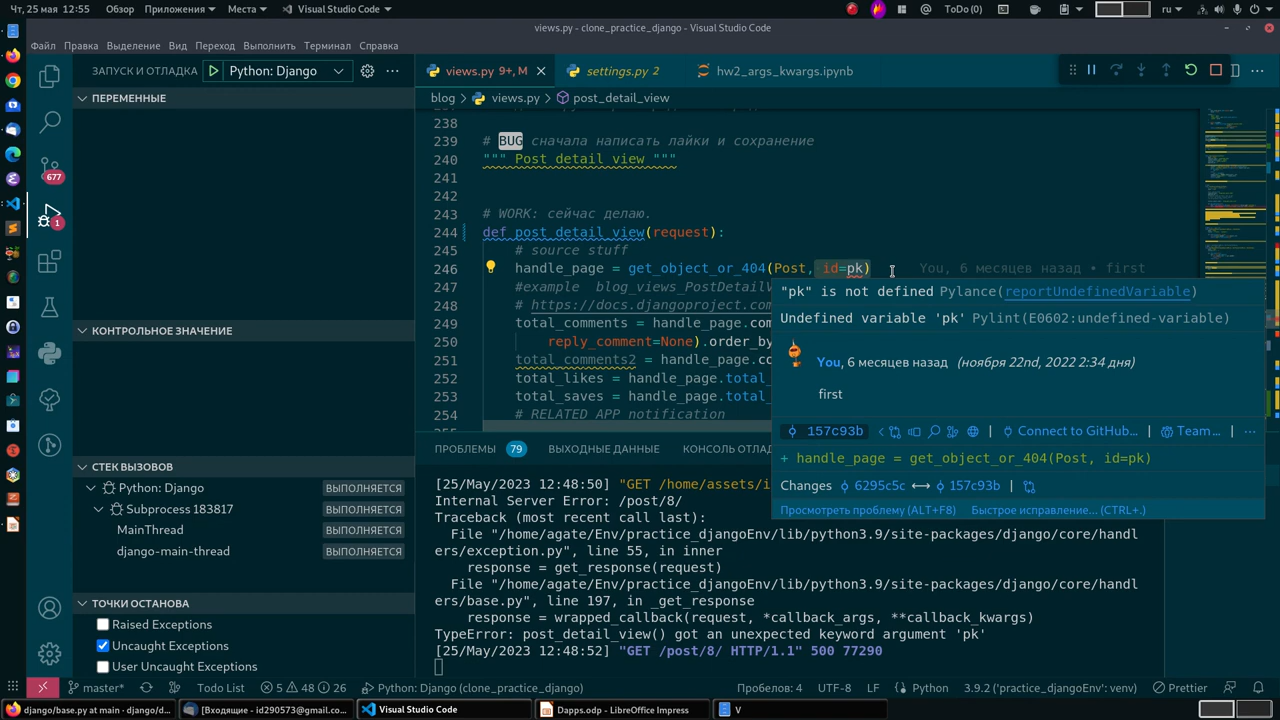 Чт, 25 мая 12:55
Приложения
Места
Visual Studio Code
ToDo(0)
ru
views.py - clone_practice_django - Visual Studio Code
Файл Правка Выделение Вид Переход Выполнить Терминал Справка
ЗАПУСК И ОТЛАДКА
Python: Django
views.py 9+, M
settings.py 2
hw2_args_kwargs.ipynb
ПЕРЕМЕННЫЕ
blog > views.py > post_detail_view
238
239 # BUG сначала написать лайки и сохранение
240 """ Post_detail_view """
241
242
243 # WORK: сейчас делаю.
244 def post_detail_view(request):
245 # source stuff
246 handle_page = get_object_or_404(Post, id=pk) You, 6 месяцев назад • first
247 #example blog_views_PostDetailV
248 # https://docs.djangoproject.com
249 total_comments = handle_page.com
250 reply_comment=None).order_by
251 total_comments2 = handle_page.co
252 total_likes = handle_page.total_
253 total_saves = handle_page.total_
254 # RELATED APP notification
"pk" is not defined Pylance(reportUndefinedVariable)
Undefined variable 'pk' Pylint(E0602:undefined-variable)
You, 6 месяцев назад (ноября 22nd, 2022 2:34 дня)
first
157c93b | Connect to GitHub... | Team... ...
+ handle_page = get_object_or_404(Post, id=pk)
Changes 6295c5c ⟷ 157c93b |
Просмотреть проблему (ALT+F8) Быстрое исправление... (CTRL+.)
677
1
КОНТРОЛЬНОЕ ЗНАЧЕНИЕ
СТЕК ВЫЗОВОВ
Python: Django ВЫПОЛНЯЕТСЯ
Subprocess 183817 ВЫПОЛНЯЕТСЯ
MainThread ВЫПОЛНЯЕТСЯ
django-main-thread ВЫПОЛНЯЕТСЯ
ТОЧКИ ОСТАНОВА
Raised Exceptions
Uncaught Exceptions
User Uncaught Exceptions
ПРОБЛЕМЫ 79 ВЫХОДНЫЕ ДАННЫЕ КОНСОЛЬ ОТЛАД
[25/May/2023 12:48:50] "GET /home/assets/i
Internal Server Error: /post/8/
Traceback (most recent call last):
File "/home/agate/Env/practice_djangoEnv/lib/python3.9/site-packages/django/core/handl
ers/exception.py", line 55, in inner
response = get_response(request)
File "/home/agate/Env/practice_djangoEnv/lib/python3.9/site-packages/django/core/handl
ers/base.py", line 197, in _get_response
response = wrapped_callback(request, *callback_args, **callback_kwargs)
TypeError: post_detail_view() got an unexpected keyword argument 'pk'
[25/May/2023 12:48:52] "GET /post/8/ HTTP/1.1" 500 77290
master* Todo List 5 48 26 Python: Django (clone_practice_django) Пробелов: 4 UTF-8 LF Python 3.9.2 ('practice_djangoEnv': venv) Prettier
django/base.py at main · django/d...
[Входящие - id290573@gmail.co...
Visual Studio Code
Dapps.odp — LibreOffice Impress
V